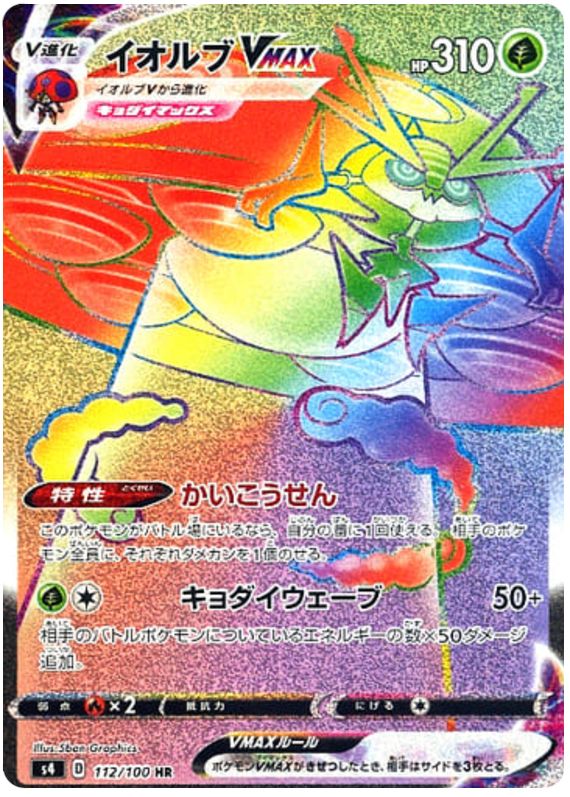 V進化
イオルブVMAX
HP310
イオルブVから進化
キョダイマックス
特性 とくせい かいこうせん
このポケモンがバトル場にいるなら、自分の番に1回使える。相手のポケ
モン全員に、それぞれダメカンを1個のせる。
キョダイウェーブ 50+
相手のバトルポケモンについているエネルギーの数×50ダメージ
追加。
弱点 ×2 抵抗力 にげる
Illus. 5ban Graphics
VMAXルール
s4 D 112/100 HR
ポケモンVMAXがきぜつしたとき、相手はサイドを3枚とる。